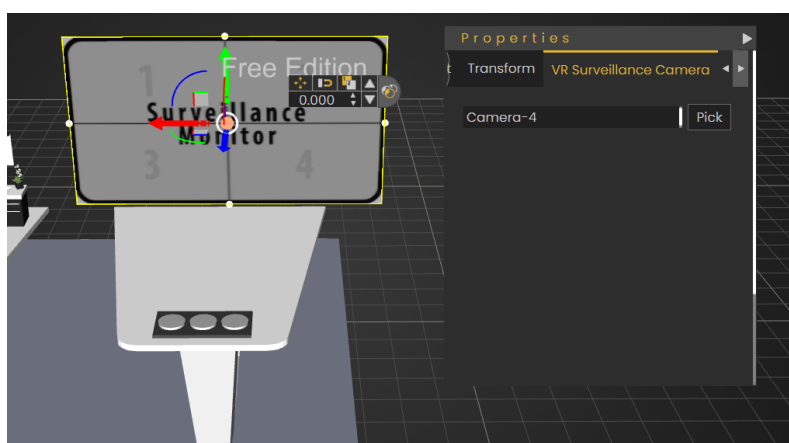 Properties
t Transform VR Surveillance Camera
Camera-4 Pick
Free Edition
0.000
1
Surveillance
Monitor
3 4